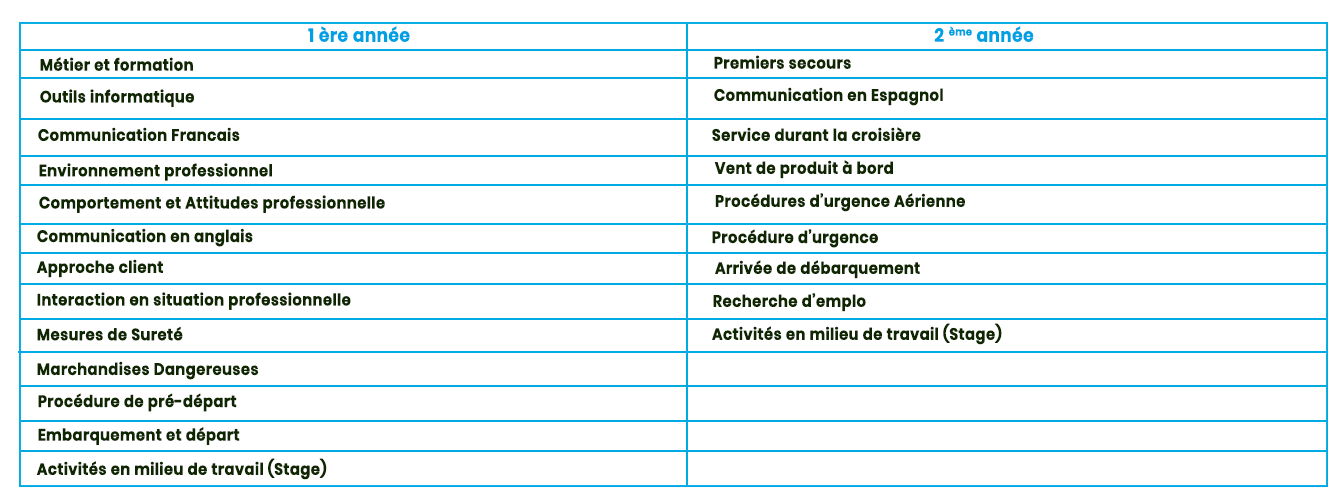 1 ère année
2 ème année
Métier et formation
Premiers secours
Outils informatique
Communication en Espagnol
Communication Francais
Service durant la croisière
Environnement professionnel
Vent de produit à bord
Comportement et Attitudes professionnelle
Procédures d’urgence Aérienne
Communication en anglais
Procédure d’urgence
Approche client
Arrivée de débarquement
Interaction en situation professionnelle
Recherche d’emplo
Mesures de Sureté
Activités en milieu de travail (Stage)
Marchandises Dangereuses
Procédure de pré-départ
Embarquement et départ
Activités en milieu de travail (Stage)